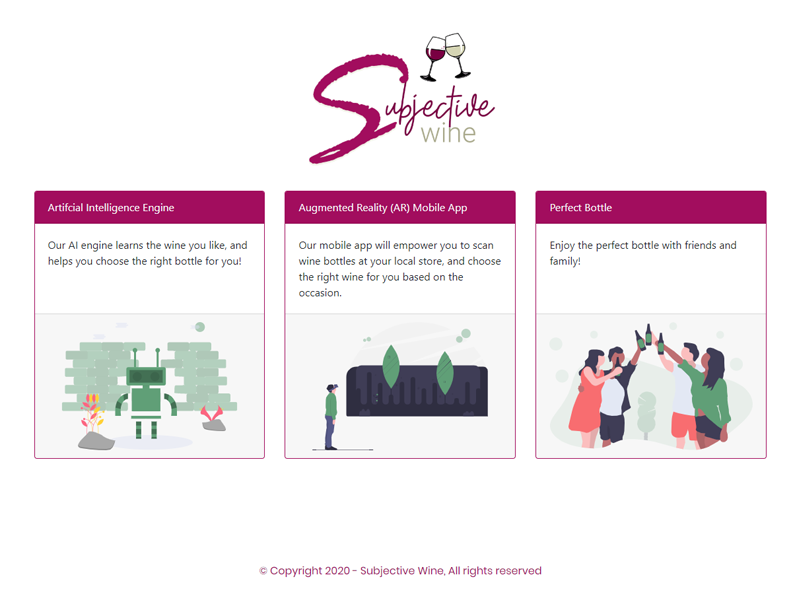 Subjective
wine
Artifcial Intelligence Engine
Our AI engine learns the wine you like, and
helps you choose the right bottle for you!
Augmented Reality (AR) Mobile App
Our mobile app will empower you to scan
wine bottles at your local store, and choose
the right wine for you based on the
occasion.
Perfect Bottle
Enjoy the perfect bottle with friends and
family!
© Copyright 2020 - Subjective Wine, All rights reserved